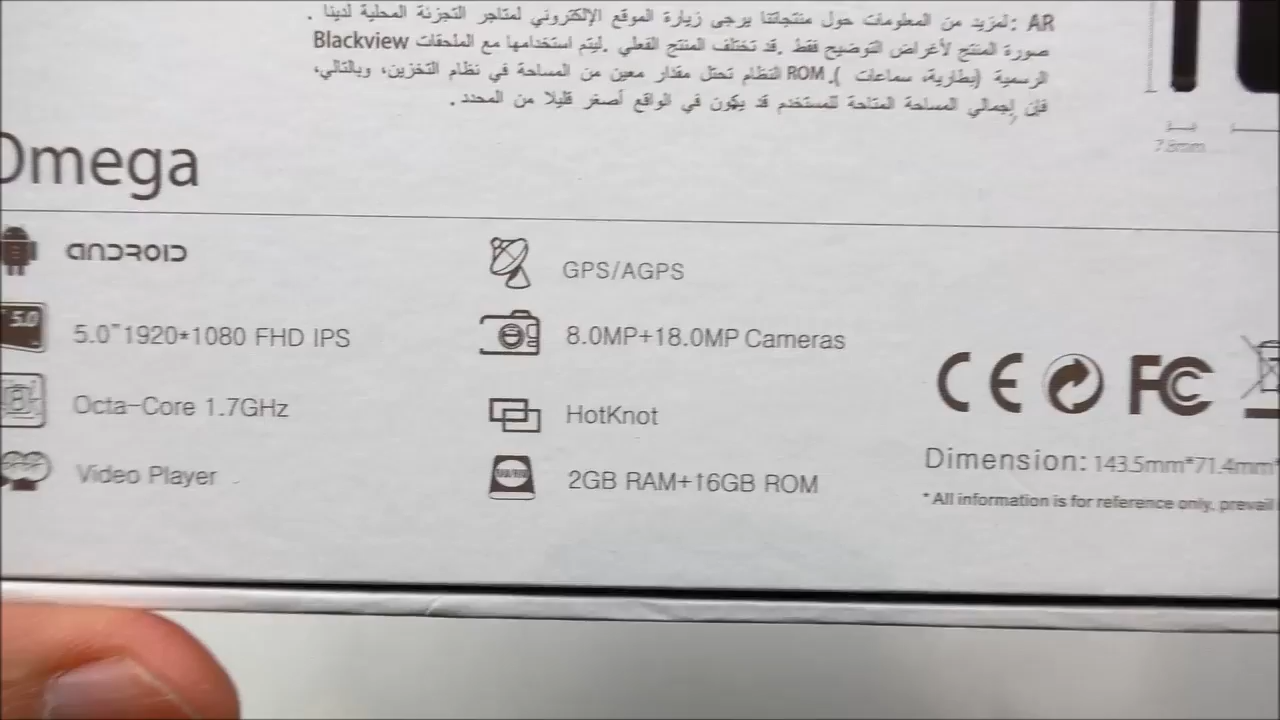 AR :لمزيد من المعلومات حول منتجاتنا يرجى زيارة الموقع الإلكتروني لمتاجر التجزئة المحلية لدينا .
صورة المنتج لأغراض التوضيح فقط .قد تختلف المنتج الفعلي .ليتم استخدامها مع الملحقات Blackview
الرسمية (بطارية، سماعات ).ROM النظام تحتل مقدار معين من المساحة في نظام التخزين، وبالتالي،
فإن إجمالي المساحة المتاحة للمستخدم قد يكون في الواقع أصغر قليلا من المحدد .
7.8mm
Omega
ANDROID
GPS/AGPS
5.0
5.0"1920*1080 FHD IPS
8.0MP+18.0MP Cameras
8
Octa-Core 1.7GHz
HotKnot
CE FC
Video Player
2GB RAM+16GB ROM
Dimension: 143.5mm*71.4mm*
*All information is for reference only, prevail